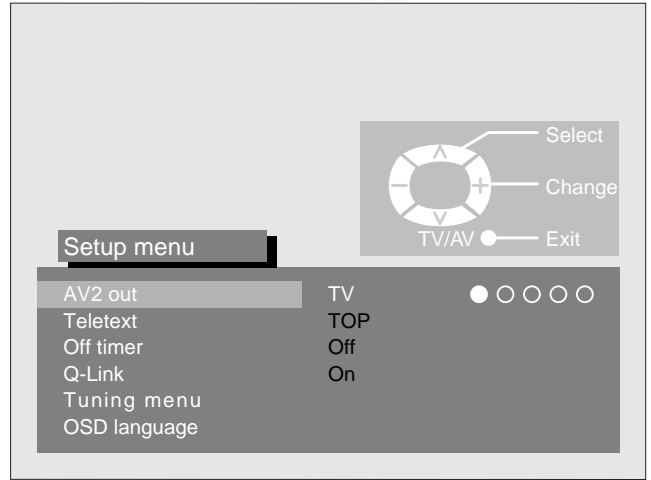 Select
Change
TV/AV Exit
Setup menu
AV2 out TV
Teletext TOP
Off timer Off
Q-Link On
Tuning menu
OSD language